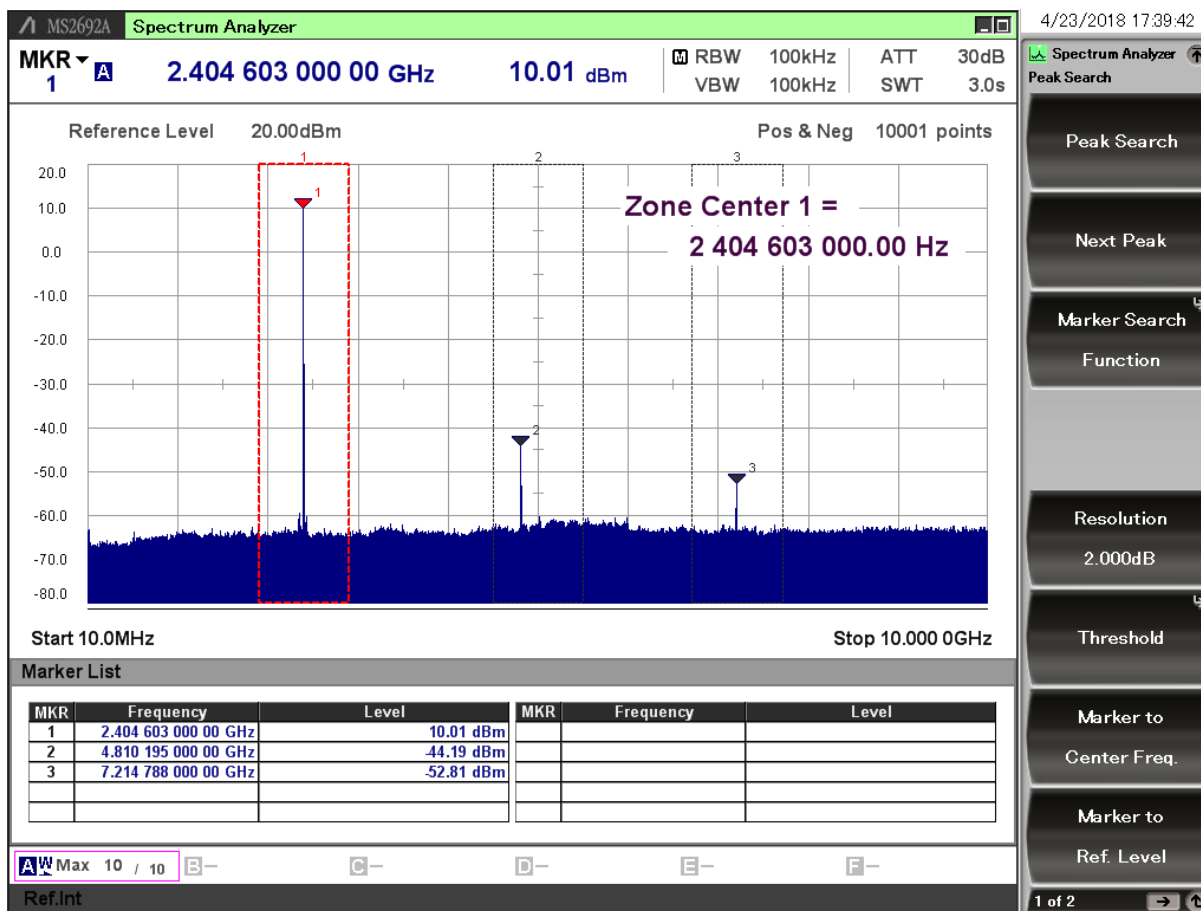 MS2692A Spectrum Analyzer
4/23/2018 17:39:42
MKR
1
A
2.404 603 000 00 GHz
10.01 dBm
M RBW 100kHz
VBW 100kHz
ATT 30dB
SWT 3.0s
Reference Level 20.00dBm
Pos & Neg 10001 points
1
2
3
20.0
10.0
0.0
-10.0
-20.0
-30.0
-40.0
-50.0
-60.0
-70.0
-80.0
1
2
3
Zone Center 1 =
2 404 603 000.00 Hz
Start 10.0MHz
Stop 10.000 0GHz
Marker List
MKR Frequency Level MKR Frequency Level
1 2.404 603 000 00 GHz 10.01 dBm
2 4.810 195 000 00 GHz -44.19 dBm
3 7.214 788 000 00 GHz -52.81 dBm
A W Max 10 / 10 B- C- D- E- F-
Ref.Int
Spectrum Analyzer
Peak Search
Peak Search
Next Peak
Marker Search
Function
Resolution
2.000dB
Threshold
Marker to
Center Freq.
Marker to
Ref. Level
1 of 2